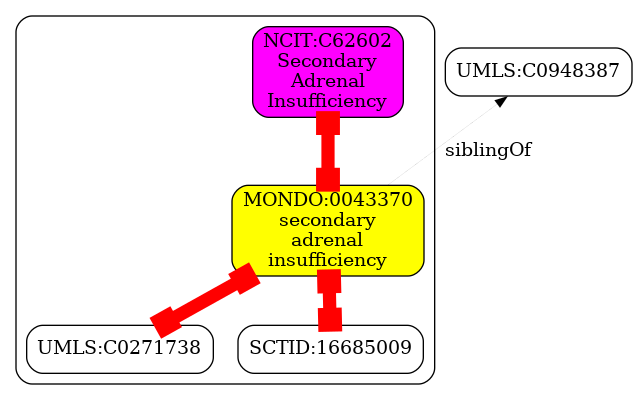 NCIT:C62602
Secondary
Adrenal
Insufficiency
UMLS:C0948387
siblingOf
MONDO:0043370
secondary
adrenal
insufficiency
UMLS:C0271738
SCTID:16685009